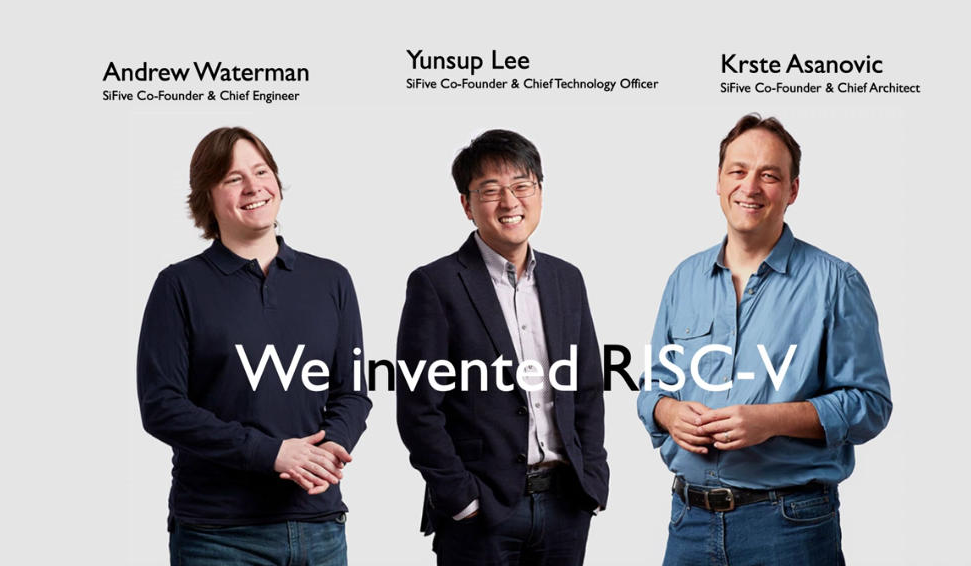 Andrew Waterman
SiFive Co-Founder & Chief Engineer
Yunsup Lee
SiFive Co-Founder & Chief Technology Officer
Krste Asanovic
SiFive Co-Founder & Chief Architect
We invented RISC-V